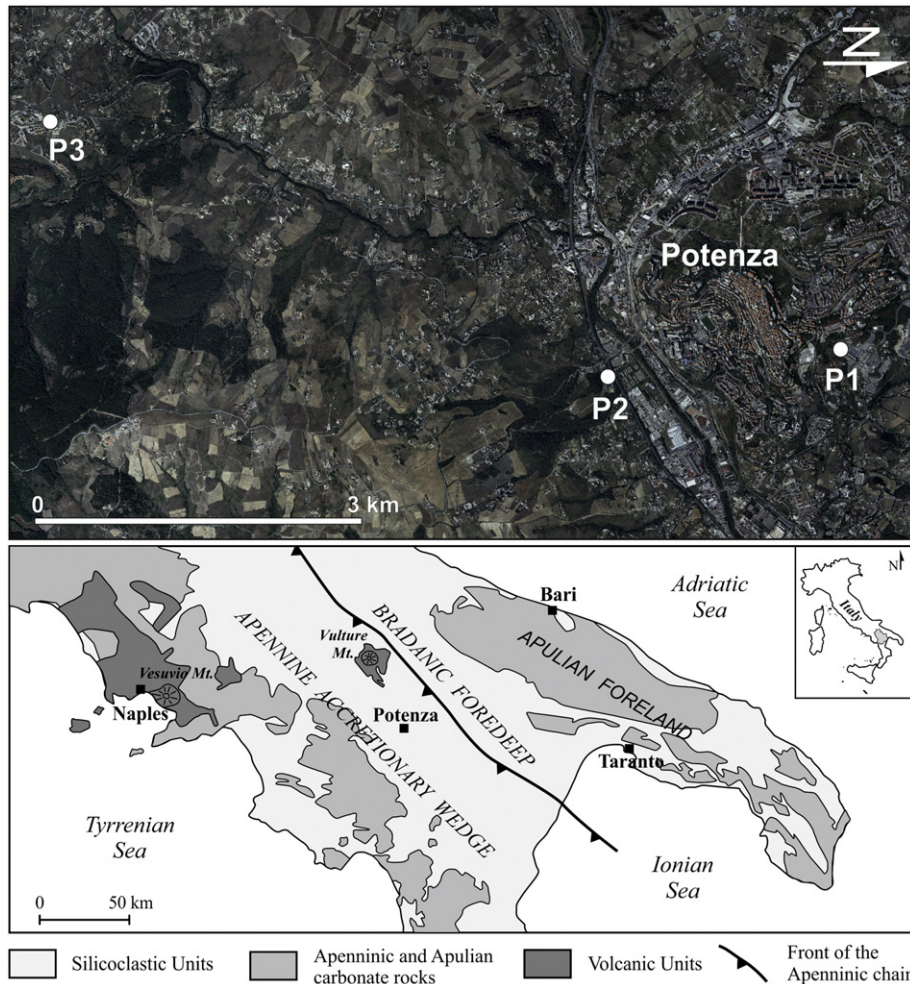 N
P3
Potenza
P1
P2
0 3 km
Adriatic
Sea
N
Italy
Bari
BRADANIC FOREDEEP
APULIAN FORELAND
Vulture
Mt.
APENNINE ACCRETIONARY WEDGE
Vesuvio Mt.
Naples
Potenza
Taranto
Tyrrenian
Sea
Ionian
Sea
0 50 km
Silicoclastic Units
Apenninic and Apulian
carbonate rocks
Volcanic Units
Front of the
Apenninic chain